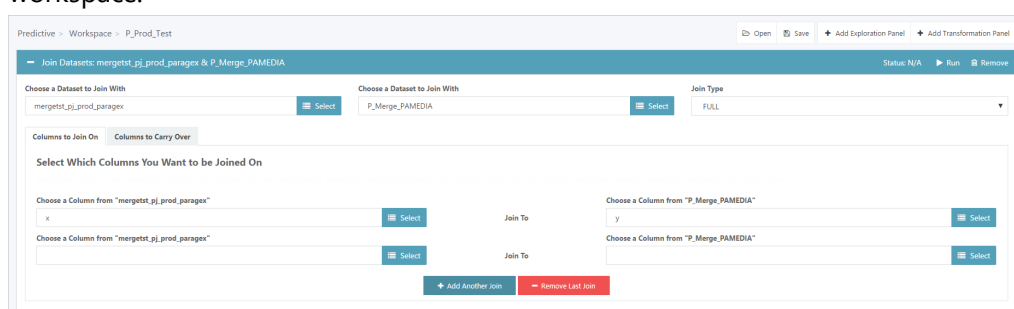 Predictive > Workspace > P_Prod_Test Open Save + Add Exploration Panel + Add Transformation Panel
− Join Datasets: mergetst_pj_prod_paragex & P_Merge_PAMEDIA Status: N/A Run Remove
Choose a Dataset to Join With Choose a Dataset to Join With Join Type
mergetst_pj_prod_paragex Select P_Merge_PAMEDIA Select FULL
Columns to Join On Columns to Carry Over
Select Which Columns You Want to be Joined On
Choose a Column from "mergetst_pj_prod_paragex" Choose a Column from "P_Merge_PAMEDIA"
x Select Join To y Select
Choose a Column from "mergetst_pj_prod_paragex" Choose a Column from "P_Merge_PAMEDIA"
Select Join To Select
+ Add Another Join − Remove Last Join